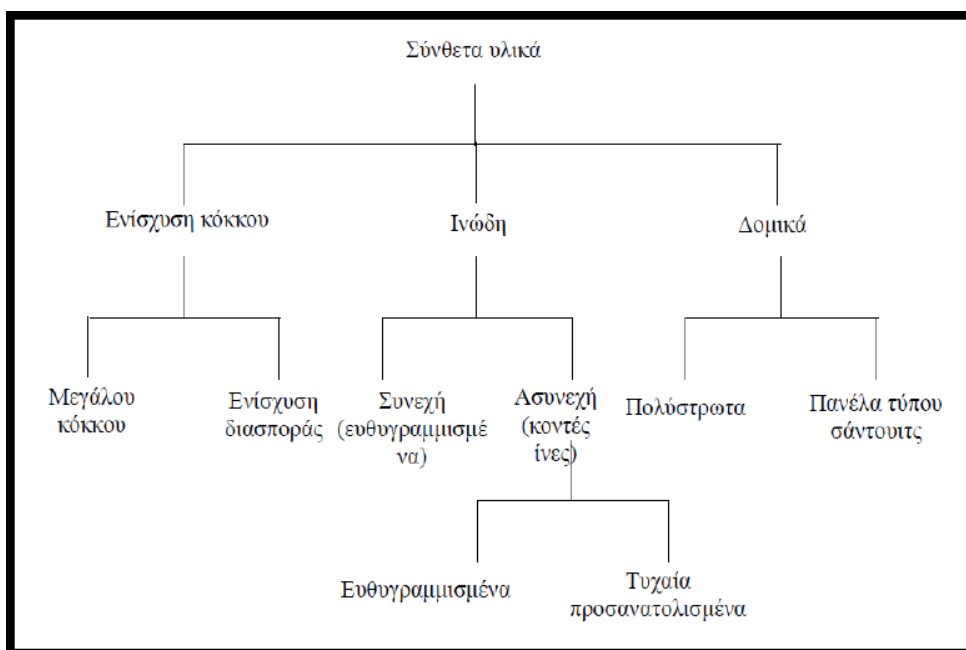 Σύνθετα υλικά
Ενίσχυση κόκκου
Ινώδη
Δομικά
Μεγάλου
κόκκου
Ενίσχυση
διασποράς
Συνεχή
(ευθυγραμμισμέ
να)
Ασυνεχή
(κοντές
ίνες)
Πολύστρωτα
Πανέλα τύπου
σάντουιτς
Ευθυγραμμισμένα
Τυχαία
προσανατολισμένα